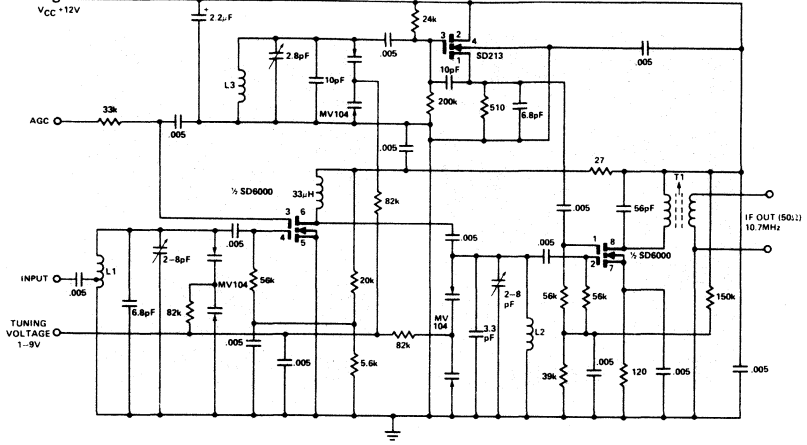 V_CC +12V
2.2μF
24k
3 2 4 1
SD213
.005
.005
L3
2.8pF
10pF
MV104
10pF
200k
510
6.8pF
33k
AGC
.005
.005
27
T1
½ SD6000
33μH
82k
.005
56pF
IF OUT (50Ω)
10.7MHz
3 6
4 5
.005
.005
.005
1 8
2 7
½ SD6000
L1
2–8pF
INPUT
.005
MV104
56k
20k
2–8
pF
56k
56k
150k
6.8pF
82k
MV
104
3.3
pF
L2
TUNING
VOLTAGE
1–9V
82k
.005
.005
5.6k
39k
.005
120
.005
.005